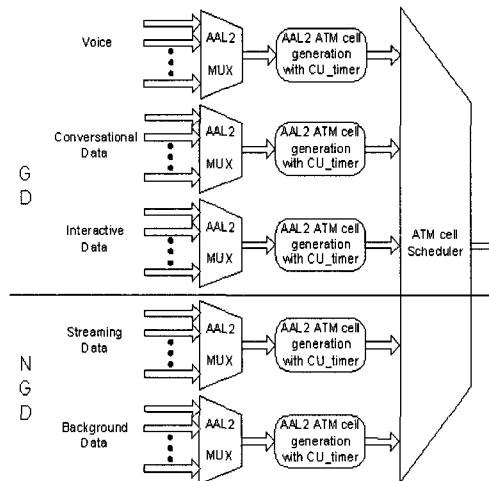 Voice
AAL2
MUX
AAL2 ATM cell
generation
with CU_timer
Conversational
Data
AAL2
MUX
AAL2 ATM cell
generation
with CU_timer
G
D
Interactive
Data
AAL2
MUX
AAL2 ATM cell
generation
with CU_timer
ATM cell
Scheduler
Streaming
Data
AAL2
MUX
AAL2 ATM cell
generation
with CU_timer
N
G
D
Background
Data
AAL2
MUX
AAL2 ATM cell
generation
with CU_timer